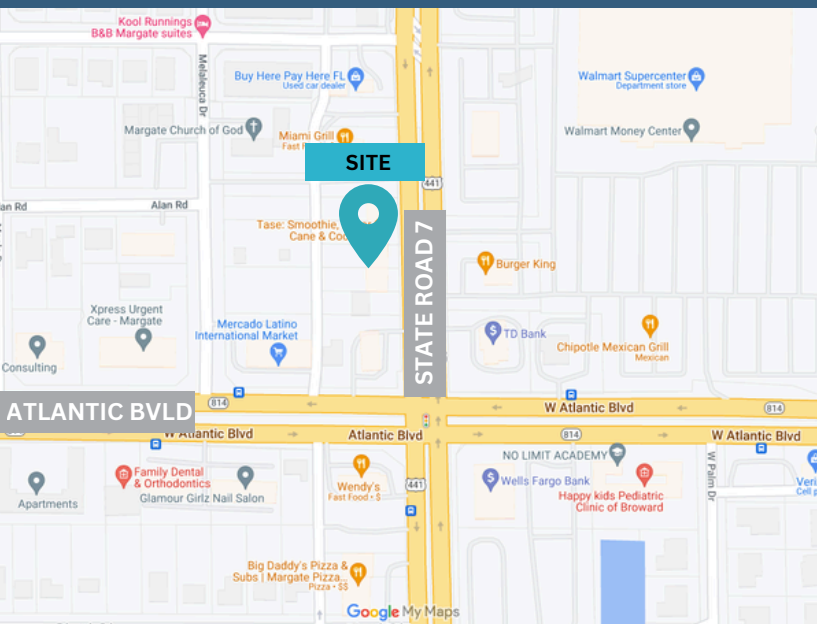 Kool Runnings
B&B Margate suites
Melaleuca Dr
Buy Here Pay Here FL
Used car dealer
Walmart Supercenter
Department store
Margate Church of God
Miami Grill
Fast
Walmart Money Center
SITE
441
an Rd
Alan Rd
Tase: Smoothie,
Cane & Co
STATE ROAD 7
Burger King
Xpress Urgent
Care - Margate
Mercado Latino
International Market
TD Bank
Chipotle Mexican Grill
Mexican
Consulting
ATLANTIC BVLD
814
W Atlantic Blvd
814
W Atlantic Blvd
Atlantic Blvd
814
W Atlantic Blvd
NO LIMIT ACADEMY
W Palm Dr
Family Dental
& Orthodontics
Glamour Girlz Nail Salon
Apartments
Wendy's
Fast Food • $
441
Wells Fargo Bank
Happy kids Pediatric
Clinic of Broward
Veri
Cell p
Big Daddy's Pizza &
Subs | Margate Pizza...
Pizza • $$
Google My Maps